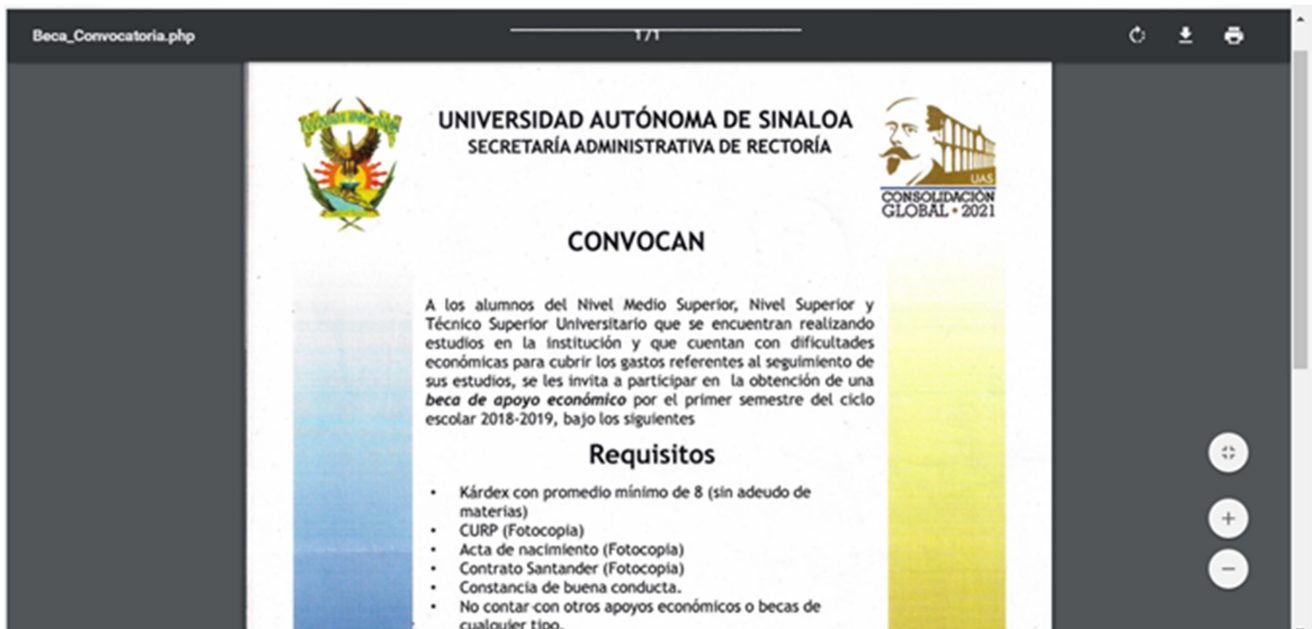 Beca_Convocatoria.php
1 / 1
UNIVERSIDAD AUTÓNOMA DE SINALOA
SECRETARÍA ADMINISTRATIVA DE RECTORÍA
UAS
CONSOLIDACIÓN
GLOBAL • 2021
CONVOCAN
A los alumnos del Nivel Medio Superior, Nivel Superior y
Técnico Superior Universitario que se encuentran realizando
estudios en la institución y que cuentan con dificultades
económicas para cubrir los gastos referentes al seguimiento de
sus estudios, se les invita a participar en la obtención de una
beca de apoyo económico por el primer semestre del ciclo
escolar 2018-2019, bajo los siguientes
Requisitos
• Kárdex con promedio mínimo de 8 (sin adeudo de
materias)
• CURP (Fotocopia)
• Acta de nacimiento (Fotocopia)
• Contrato Santander (Fotocopia)
• Constancia de buena conducta.
• No contar con otros apoyos económicos o becas de
cualquier tipo.